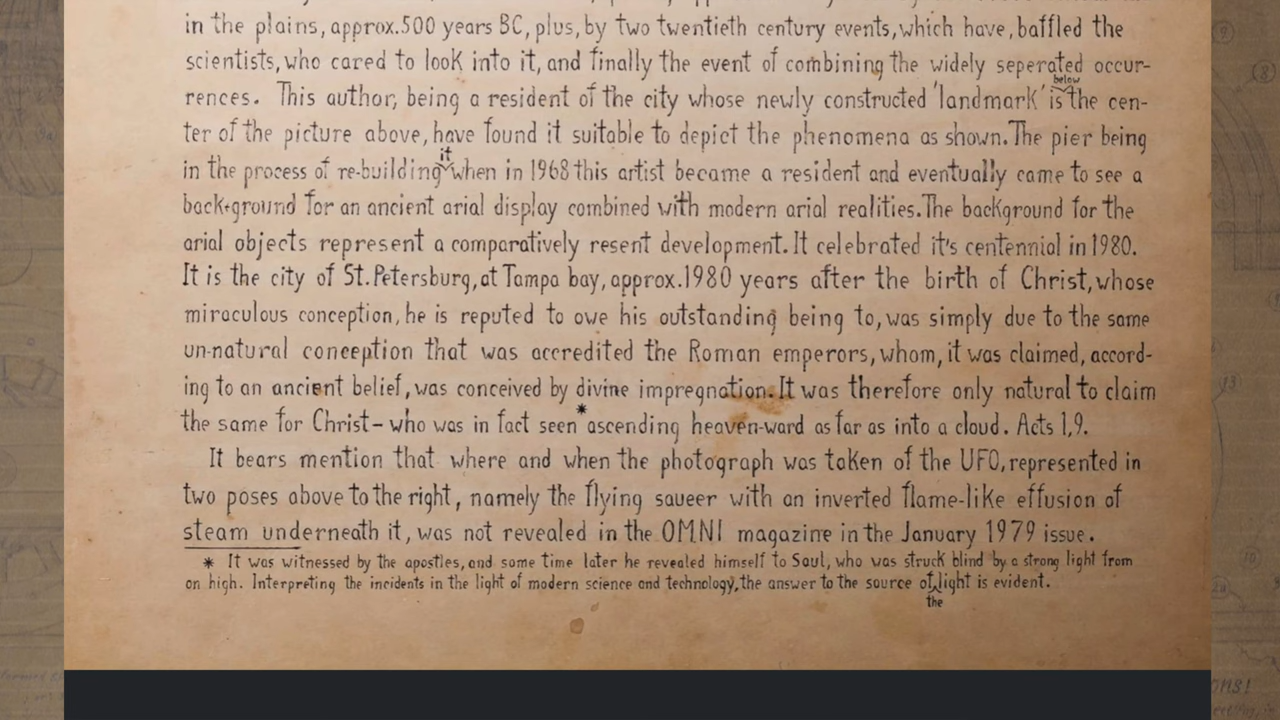 in the plains, approx.500 years BC, plus, by two twentieth century events, which have, baffled the
scientists, who cared to look into it, and finally the event of combining the widely seperated occur-
below
rences. This author, being a resident of the city whose newly constructed 'landmark' is the cen-
ter of the picture above, have found it suitable to depict the phenomena as shown. The pier being
it
in the process of re-building when in 1968 this artist became a resident and eventually came to see a
back-ground for an ancient arial display combined with modern arial realities. The background for the
arial objects represent a comparatively resent development. It celebrated it's centennial in 1980.
It is the city of St. Petersburg, at Tampa bay, approx. 1980 years after the birth of Christ, whose
miraculous conception, he is reputed to owe his outstanding being to, was simply due to the same
un-natural conception that was accredited the Roman emperors, whom, it was claimed, accord-
ing to an ancient belief, was conceived by divine impregnation. It was therefore only natural to claim
the same for Christ – who was in fact seen * ascending heaven-ward as far as into a cloud. Acts 1,9.
It bears mention that where and when the photograph was taken of the UFO, represented in
two poses above to the right, namely the flying saucer with an inverted flame-like effusion of
steam underneath it, was not revealed in the OMNI magazine in the January 1979 issue.
* It was witnessed by the apostles, and some time later he revealed himself to Saul, who was struck blind by a strong light from
on high. Interpreting the incidents in the light of modern science and technology, the answer to the source of light is evident.
the